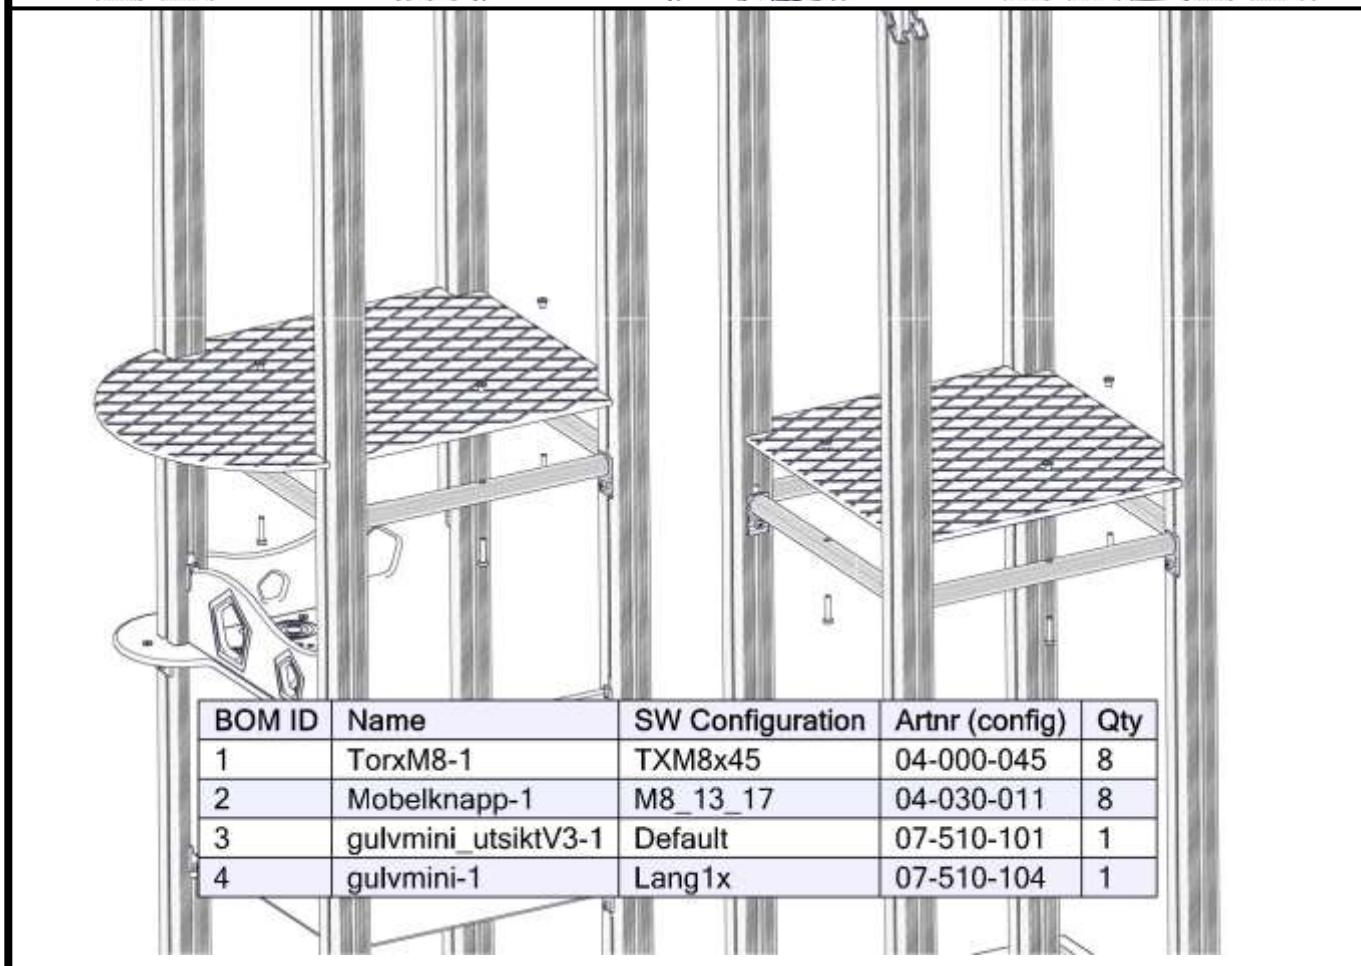 BOM ID Name SW Configuration Artnr (config) Qty
1 TorxM8-1 TXM8x45 04-000-045 8
2 Mobelknapp-1 M8_13_17 04-030-011 8
3 gulvmini_utsiktV3-1 Default 07-510-101 1
4 gulvmini-1 Lang1x 07-510-104 1